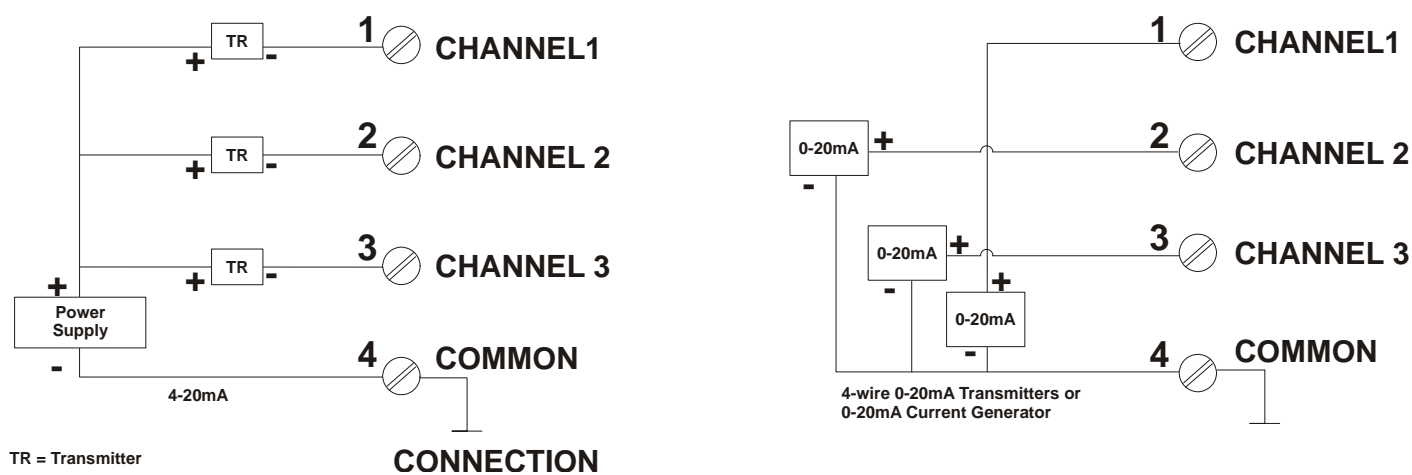 1
TR
+
-
CHANNEL1
2
TR
+
-
CHANNEL 2
3
TR
+
-
CHANNEL 3
+
Power
Supply
-
4
COMMON
4-20mA
TR = Transmitter
CONNECTION
1
CHANNEL1
0-20mA
+
-
2
CHANNEL 2
0-20mA
+
-
3
CHANNEL 3
+
0-20mA
-
4
COMMON
4-wire 0-20mA Transmitters or
0-20mA Current Generator